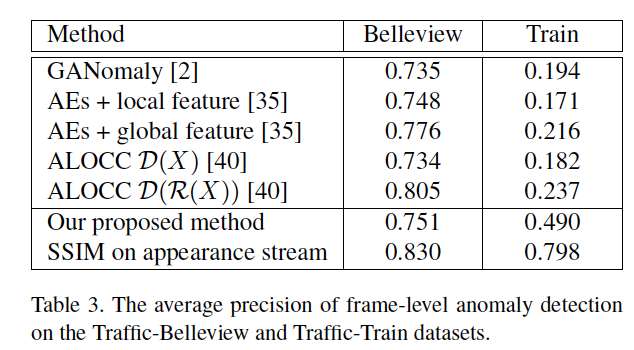 Method Belleview Train
GANomaly [2] 0.735 0.194
AEs + local feature [35] 0.748 0.171
AEs + global feature [35] 0.776 0.216
ALOCC 𝒟(X) [40] 0.734 0.182
ALOCC 𝒟(ℛ(X)) [40] 0.805 0.237
Our proposed method 0.751 0.490
SSIM on appearance stream 0.830 0.798
Table 3. The average precision of frame-level anomaly detection
on the Traffic-Belleview and Traffic-Train datasets.